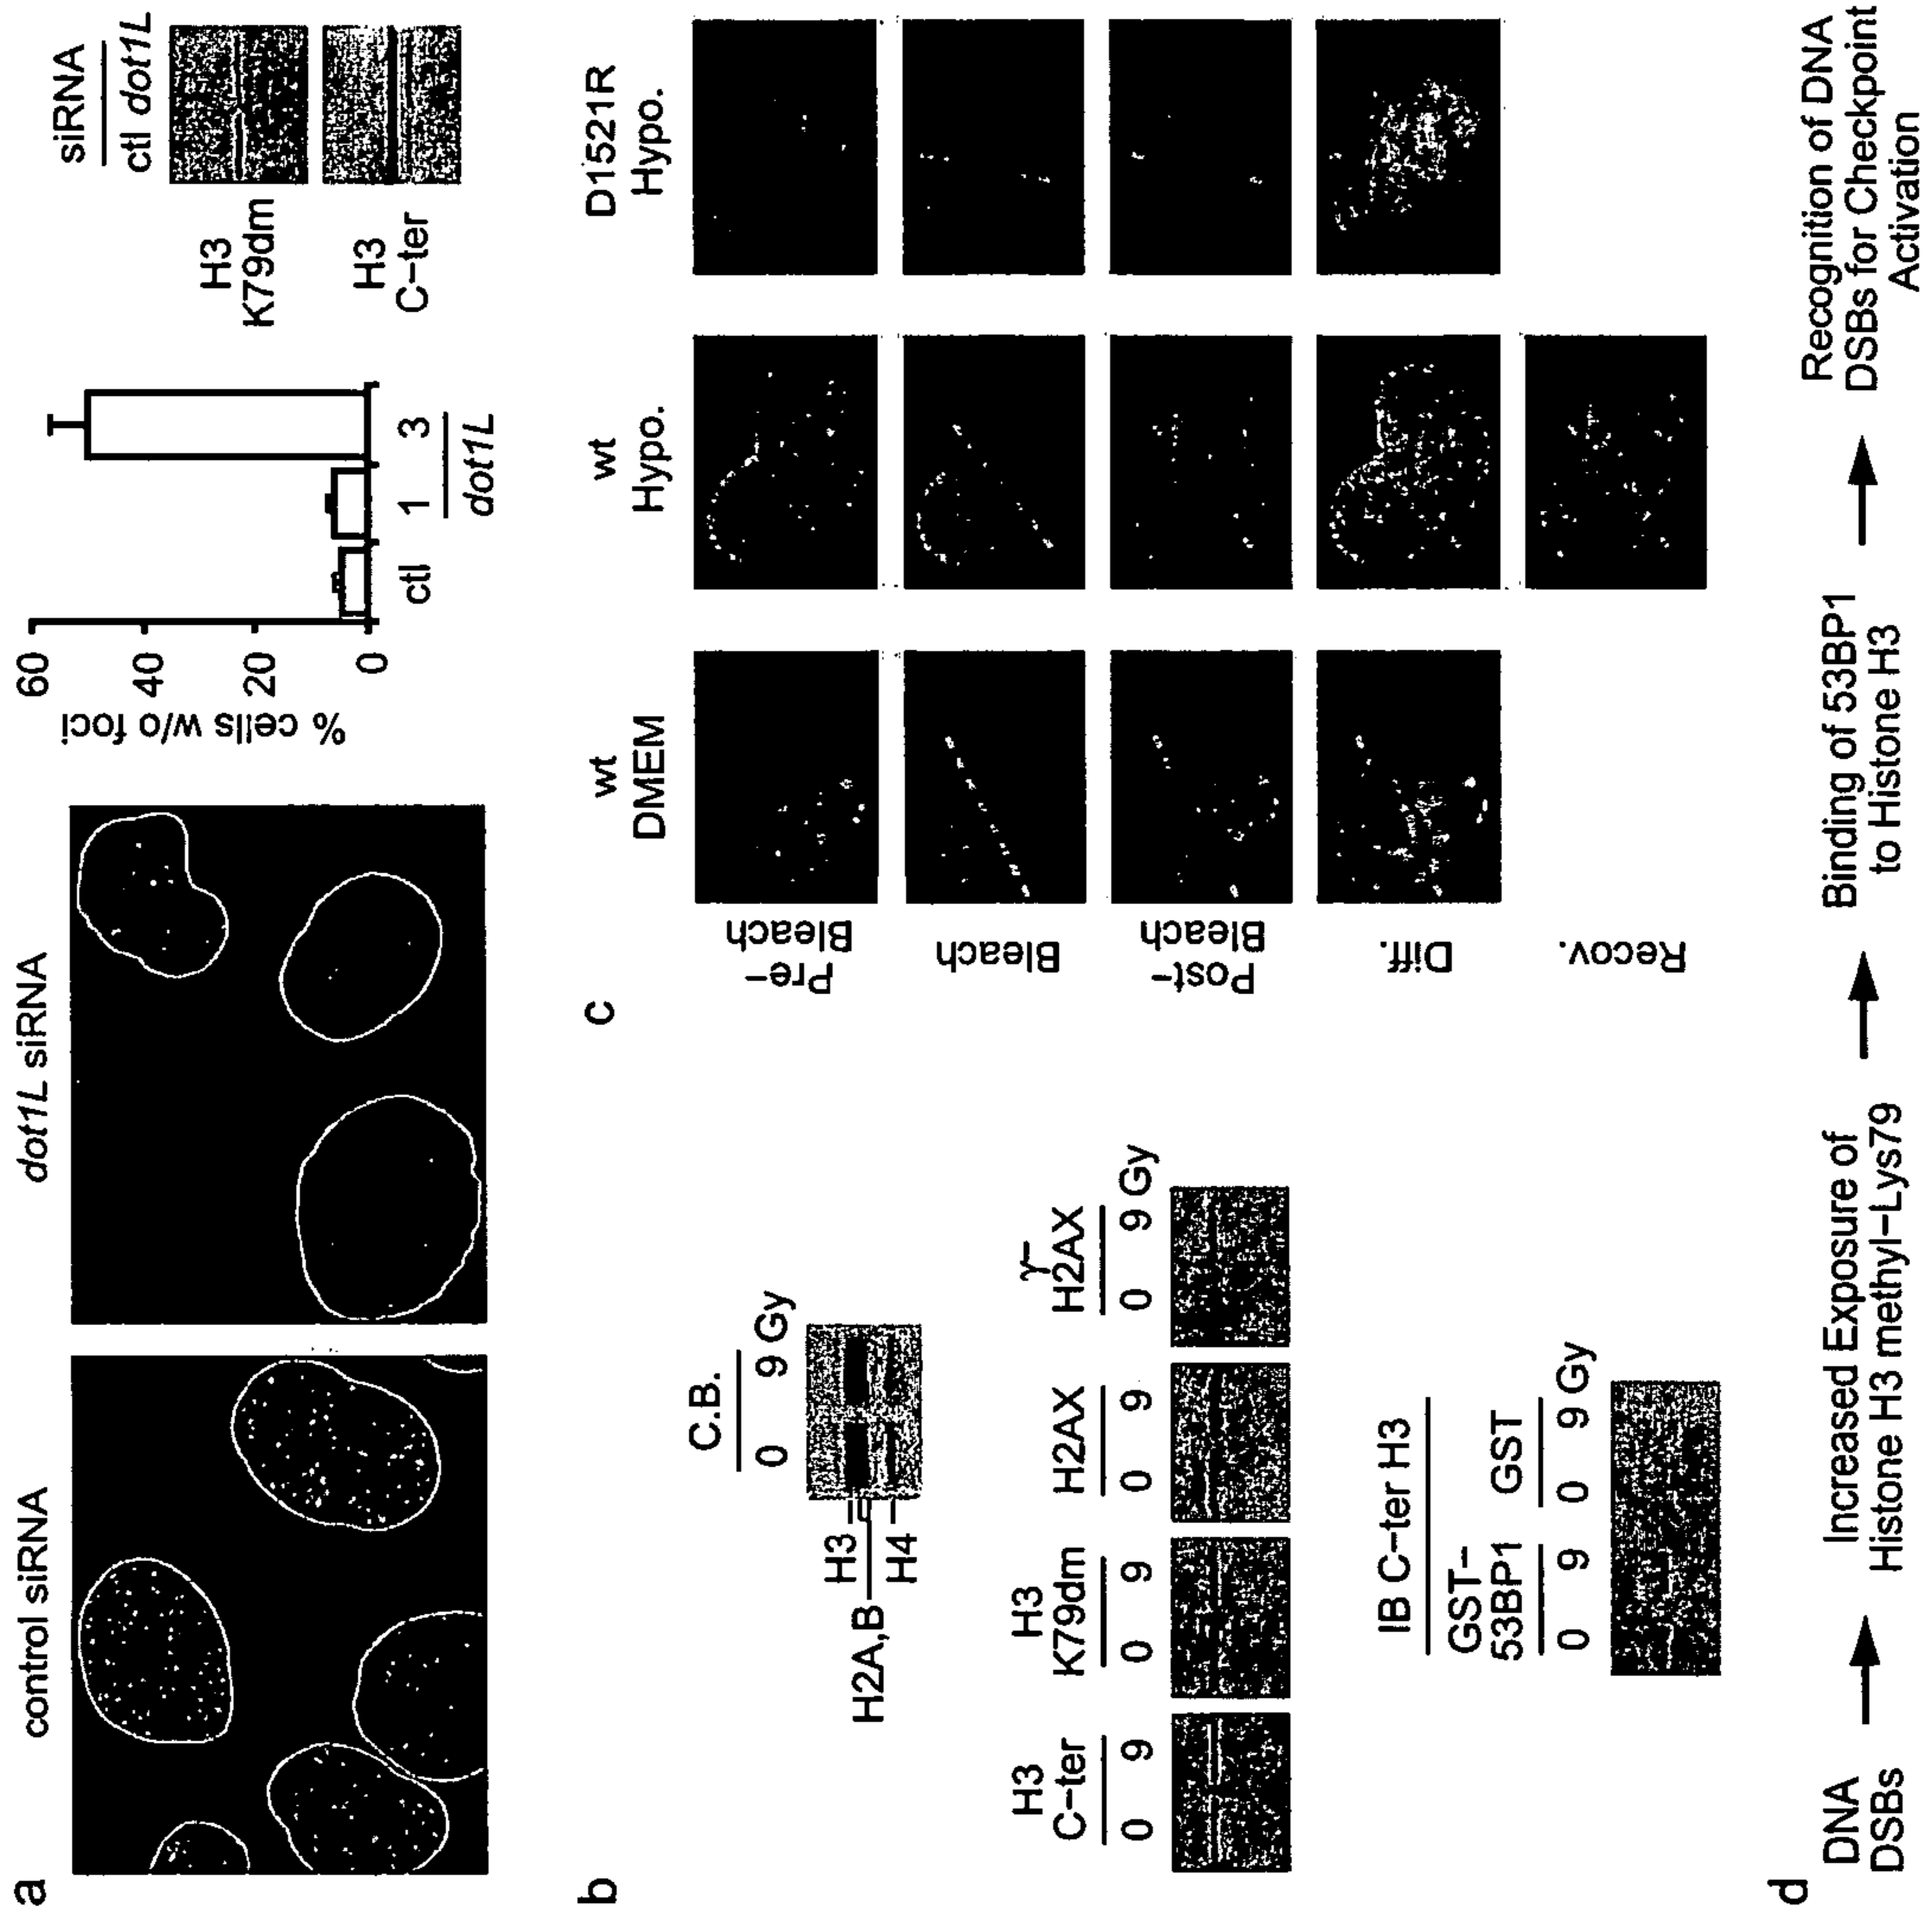 a
control siRNA
dot1L siRNA
% cells w/o foci
60
40
20
0
ctl 1 3
dot1L
siRNA
ctl dot1L
H3
K79dm
H3
C-ter
b
C.B.
0 9 Gy
H3
H2A,B
H4
H3
C-ter
0 9
H3
K79dm
0 9
H2AX
0 9
γ-
H2AX
0 9 Gy
IB C-ter H3
GST-
53BP1
GST
0 9 0 9 Gy
c
wt
DMEM
wt
Hypo.
D1521R
Hypo.
Pre-
Bleach
Bleach
Post-
Bleach
Diff.
Recov.
d
DNA
DSBs
Increased Exposure of
Histone H3 methyl-Lys79
Binding of 53BP1
to Histone H3
Recognition of DNA
DSBs for Checkpoint
Activation